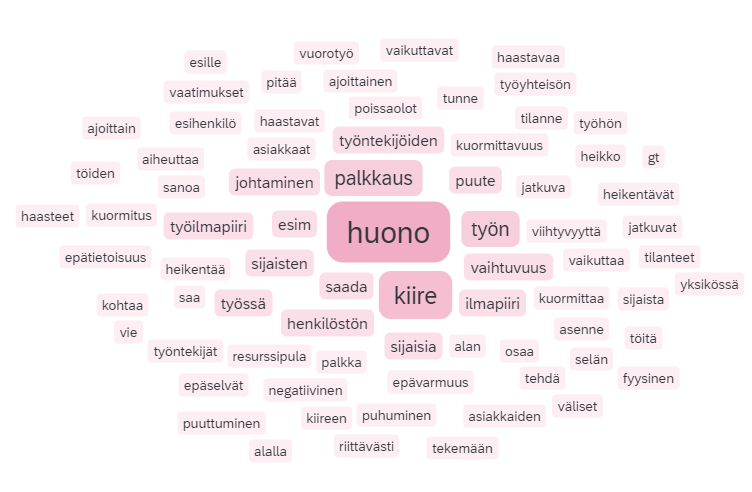 esille
vuorotyö
vaikuttavat
haastavaa
vaatimukset
pitää
ajoittainen
tunne
työyhteisön
ajoittain
esihenkilö
haastavat
poissaolot
tilanne
työhön
aiheuttaa
asiakkaat
työntekijöiden
kuormittavuus
heikko
gt
töiden
sanoa
johtaminen
palkkaus
puute
jatkuva
heikentävät
haasteet
kuormitus
työilmapiiri
esim
huono
työn
viihtyvyyttä
jatkuvat
epätietoisuus
heikentää
sijaisten
vaihtuvuus
vaikuttaa
tilanteet
yksikössä
kohtaa
saa
työssä
saada
kiire
ilmapiiri
kuormittaa
sijaista
vie
henkilöstön
asenne
töitä
työntekijät
resurssipula
palkka
sijaisia
alan
osaa
selän
epäselvät
negatiivinen
epävarmuus
tehdä
fyysinen
puuttuminen
kiireen
puhuminen
asiakkaiden
väliset
alalla
riittävästi
tekemään